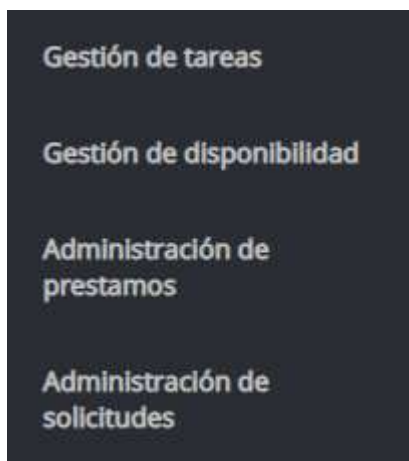 Gestión de tareas
Gestión de disponibilidad
Administración de
prestamos
Administración de
solicitudes